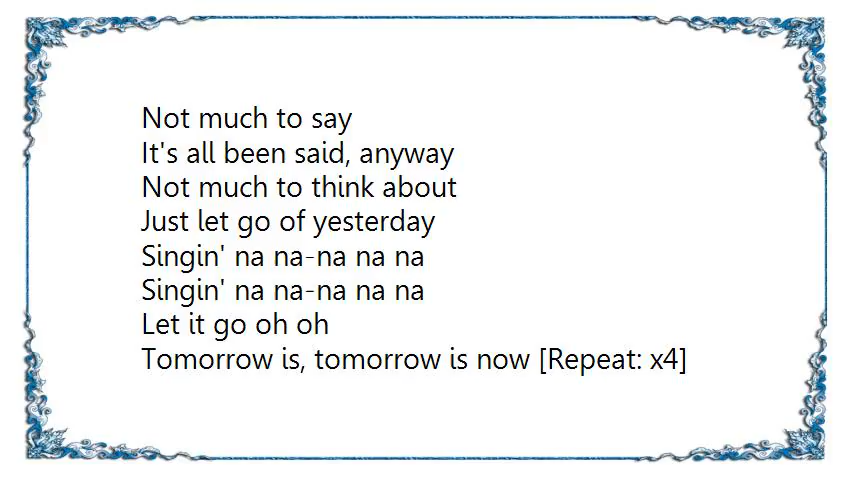 Not much to say
It's all been said, anyway
Not much to think about
Just let go of yesterday
Singin' na na-na na na
Singin' na na-na na na
Let it go oh oh
Tomorrow is, tomorrow is now [Repeat: x4]